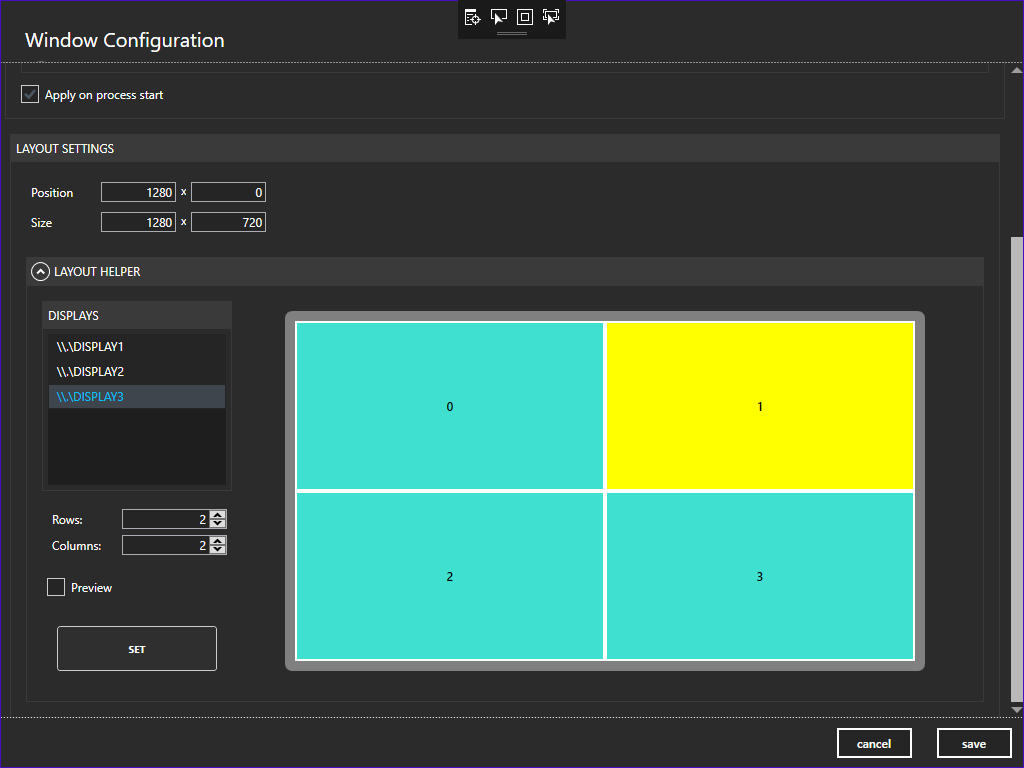 Window Configuration
Apply on process start
LAYOUT SETTINGS
Position 1280 x 0
Size 1280 x 720
LAYOUT HELPER
DISPLAYS
\\.\DISPLAY1
\\.\DISPLAY2
\\.\DISPLAY3
Rows: 2
Columns: 2
Preview
SET
0 1
2 3
cancel save